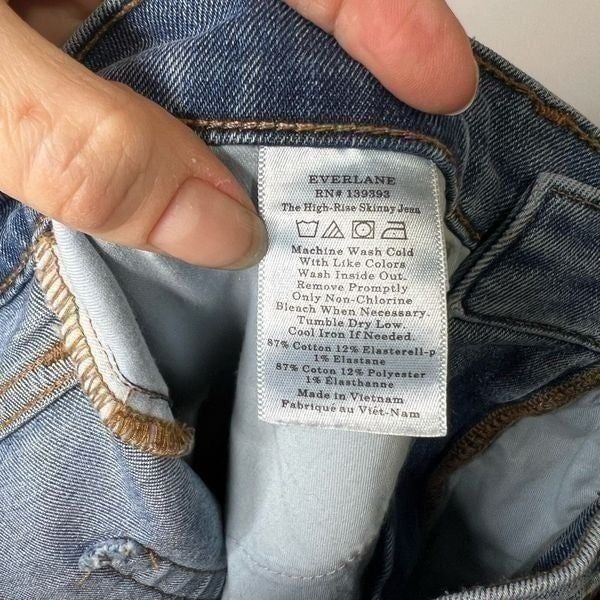 EVERLANE
RN# 139393
The High-Rise Skinny Jean
Machine Wash Cold
With Like Colors
Wash Inside Out.
Remove Promptly
Only Non-Chlorine
Bleach When Necessary.
Tumble Dry Low.
Cool Iron If Needed.
87% Cotton 12% Elasterell-p
1% Elastane
87% Coton 12% Polyester
1% Élasthanne
Made in Vietnam
Fabriqué au Viêt-Nam